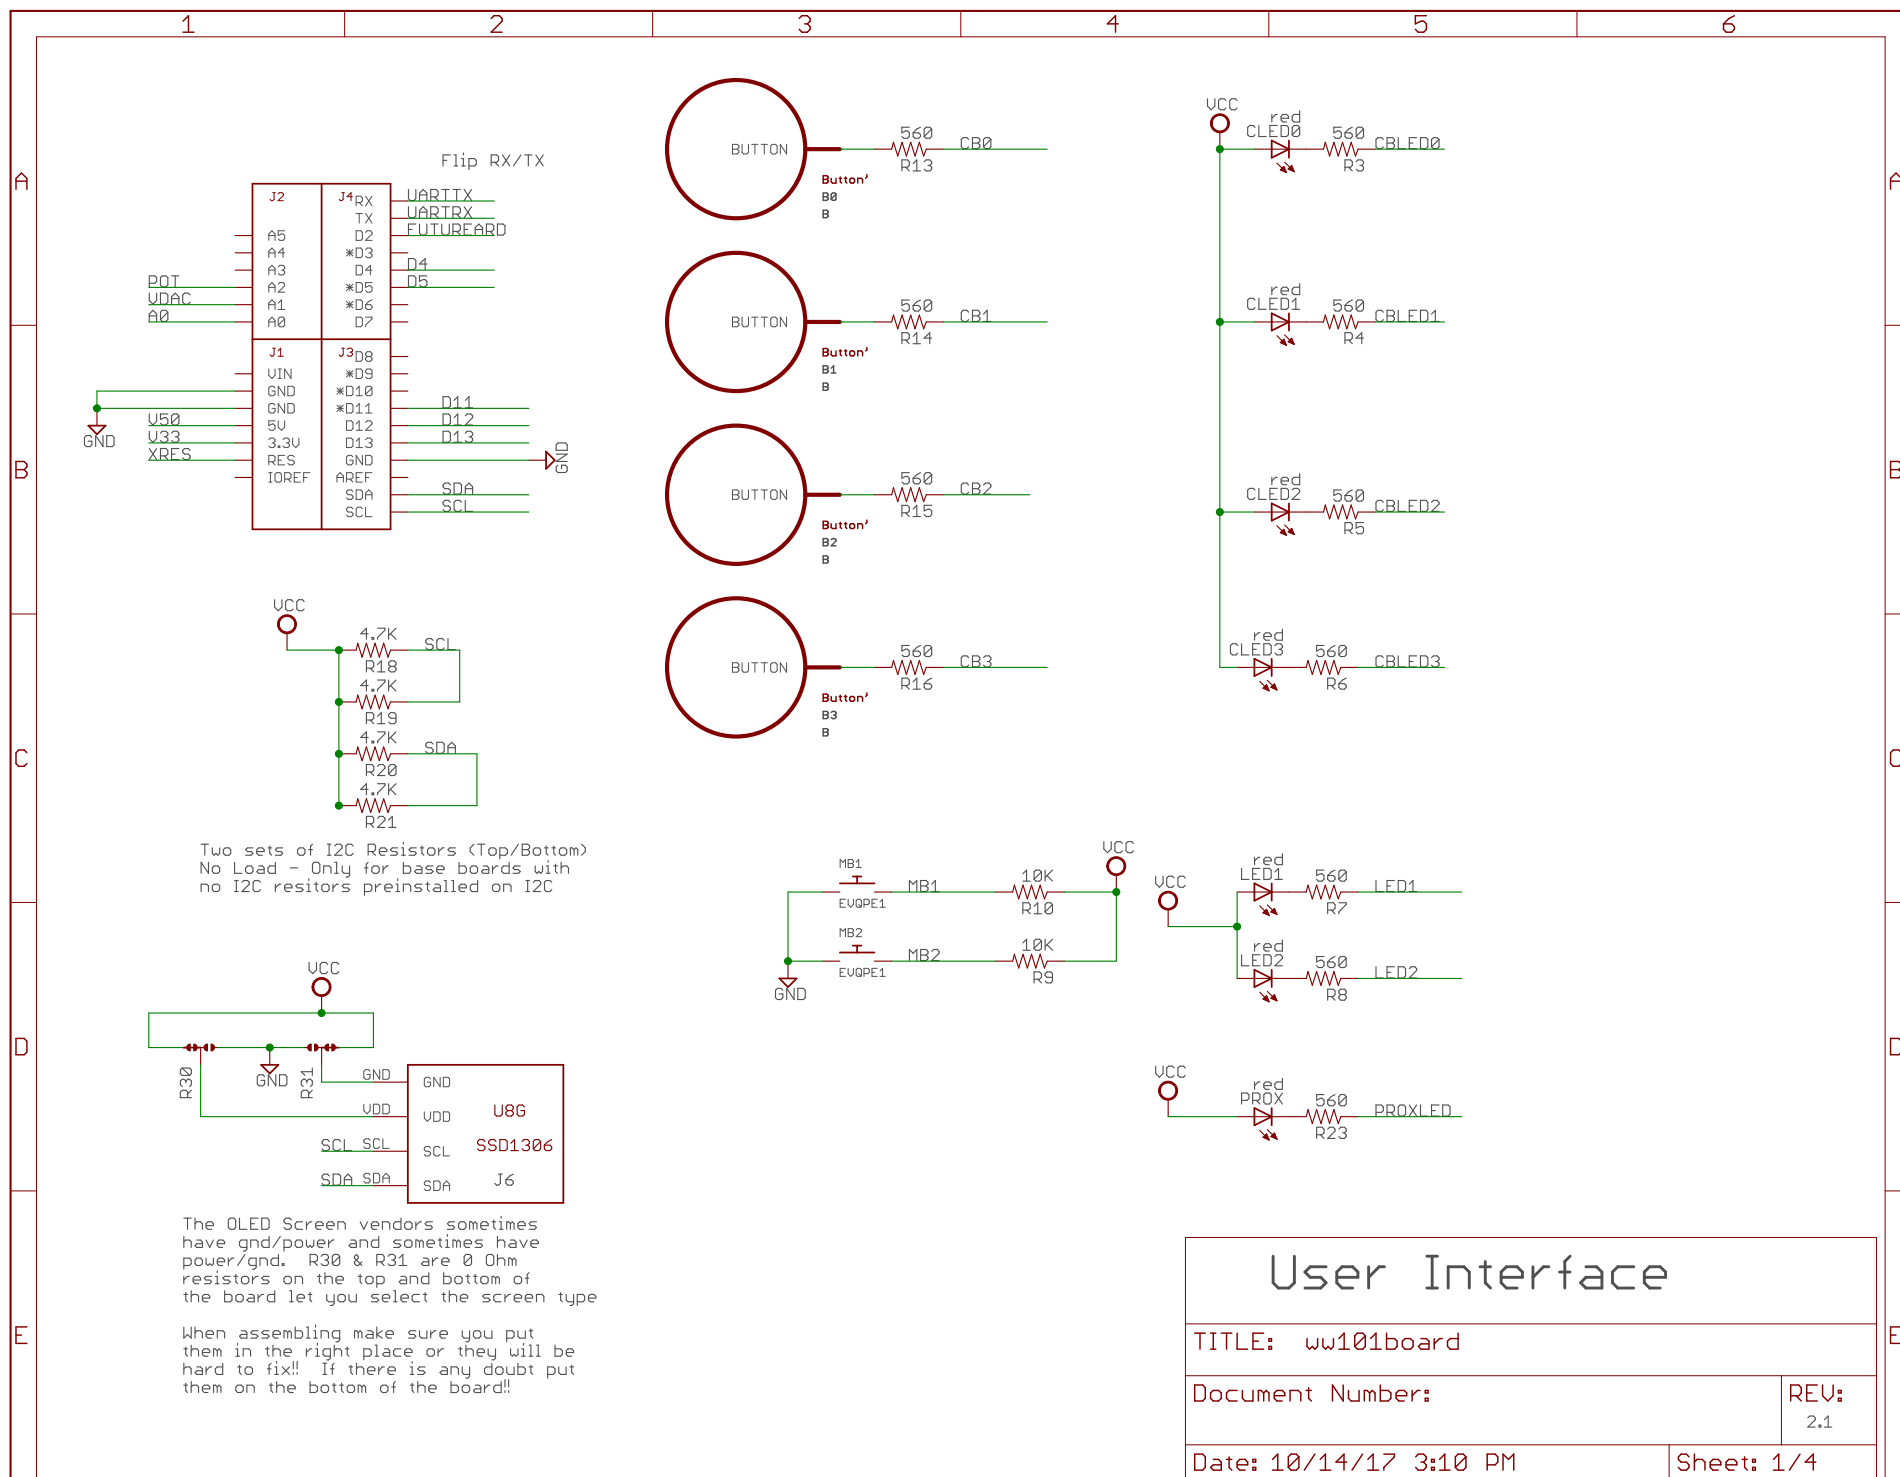 1 2 3 4 5 6
A A
B B
C C
D D
E E
Flip RX/TX
J2 J4
RX UARTTX
TX UARTRX
A5 D2 FUTUREARD
A4 *D3
A3 D4 D4
POT A2 *D5 D5
VDAC A1 *D6
A0 A0 D7
J1 J3
D8
VIN *D9
GND *D10
GND *D11 D11
V50 5V D12 D12
V33 3.3V D13 D13
XRES RES GND
IOREF AREF
SDA SDA
SCL SCL
GND
GND
BUTTON
560
R13
CB0
Button'
B0
B
BUTTON
560
R14
CB1
Button'
B1
B
BUTTON
560
R15
CB2
Button'
B2
B
BUTTON
560
R16
CB3
Button'
B3
B
VCC
red
CLED0
560
R3
CBLED0
red
CLED1
560
R4
CBLED1
red
CLED2
560
R5
CBLED2
red
CLED3
560
R6
CBLED3
VCC
4.7K
R18
SCL
4.7K
R19
4.7K
R20
SDA
4.7K
R21
Two sets of I2C Resistors (Top/Bottom)
No Load - Only for base boards with
no I2C resitors preinstalled on I2C
MB1
EVQPE1
MB1
10K
R10
VCC
MB2
EVQPE1
MB2
10K
R9
GND
VCC
red
LED1
560
R7
LED1
red
LED2
560
R8
LED2
VCC
red
PROX
560
R23
PROXLED
VCC
R30
GND
R31
GND GND
VDD VDD
SCL SCL SCL
SDA SDA SDA
U8G
SSD1306
J6
The OLED Screen vendors sometimes
have gnd/power and sometimes have
power/gnd. R30 & R31 are 0 Ohm
resistors on the top and bottom of
the board let you select the screen type
When assembling make sure you put
them in the right place or they will be
hard to fix!! If there is any doubt put
them on the bottom of the board!!
User Interface
TITLE: ww101board
Document Number:
REV:
2.1
Date: 10/14/17 3:10 PM
Sheet: 1/4